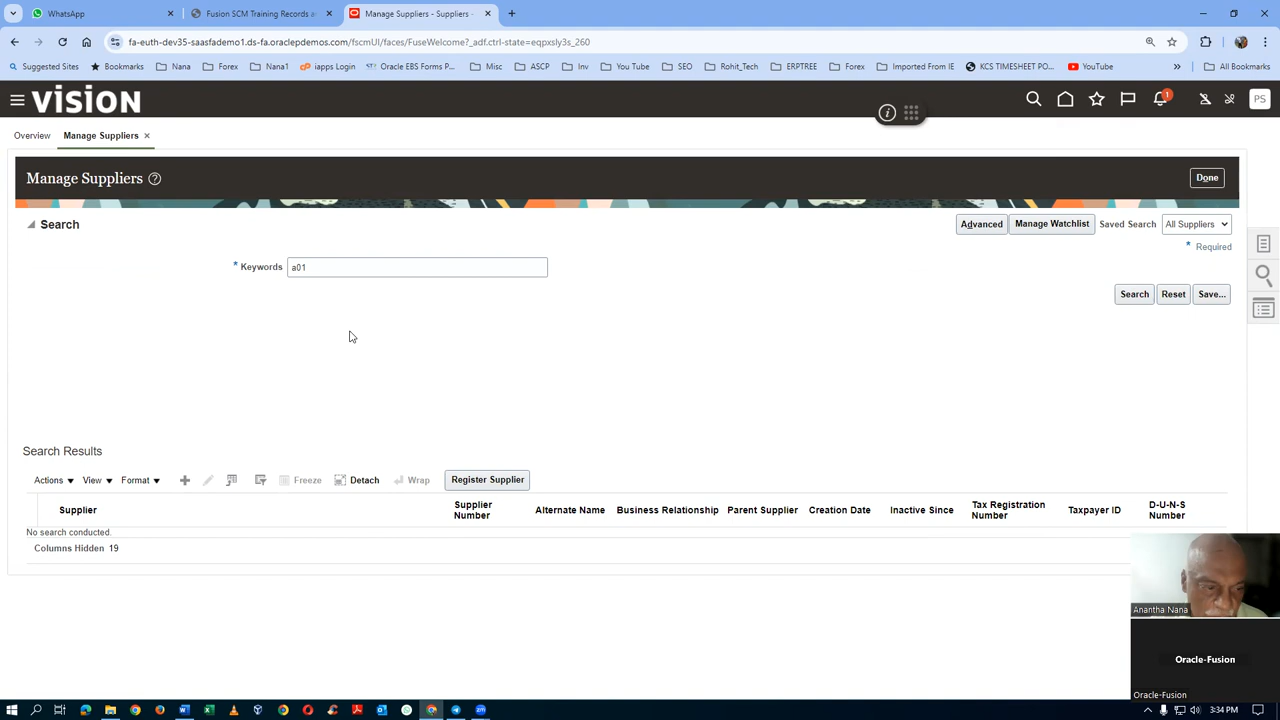 WhatsApp
Fusion SCM Training Records a
Manage Suppliers - Suppliers -
fa-euth-dev35-saasfademo1.ds-fa.oraclepdemos.com/fscmUI/faces/FuseWelcome?_adf.ctrl-state=eqpxsly3s_260
Suggested Sites
Bookmarks
Nana
Forex
Nana1
iapps Login
Oracle EBS Forms P...
Misc
ASCP
Inv
You Tube
SEO
Rohit_Tech
ERPTREE
Forex
Imported From IE
KCS TIMESHEET PO...
YouTube
All Bookmarks
VISION
1
PS
Overview
Manage Suppliers
Manage Suppliers
Done
Search
Advanced
Manage Watchlist
Saved Search
All Suppliers
* Required
* Keywords
a01
Search
Reset
Save...
Search Results
Actions
View
Format
Freeze
Detach
Wrap
Register Supplier
Supplier
Supplier Number
Alternate Name
Business Relationship
Parent Supplier
Creation Date
Inactive Since
Tax Registration Number
Taxpayer ID
D-U-N-S Number
No search conducted.
Columns Hidden 19
Anantha Nana
Oracle-Fusion
Oracle-Fusion
3:34 PM